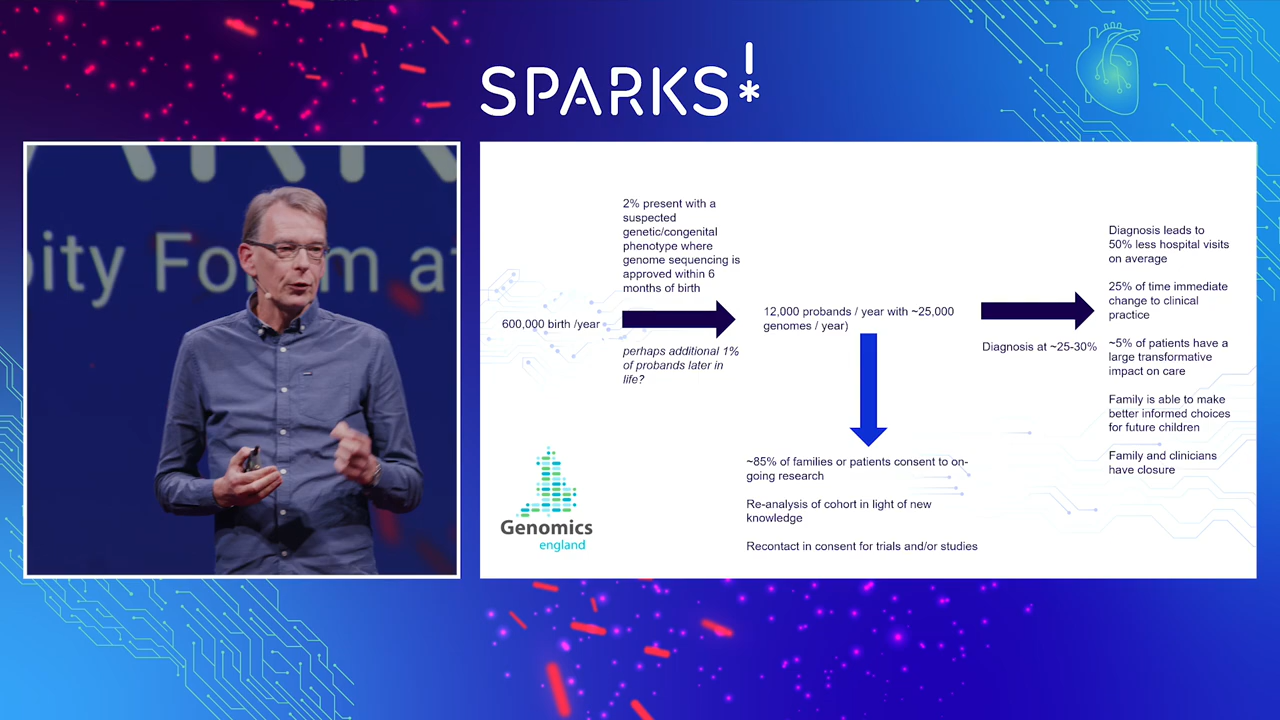 SPARKS!*
ity Forum at
2% present with a
suspected
genetic/congenital
phenotype where
genome sequencing is
approved within 6
months of birth
600,000 birth /year
perhaps additional 1%
of probands later in
life?
12,000 probands / year with ~25,000
genomes / year)
Diagnosis at ~25-30%
Diagnosis leads to
50% less hospital visits
on average
25% of time immediate
change to clinical
practice
~5% of patients have a
large transformative
impact on care
Family is able to make
better informed choices
for future children
Family and clinicians
have closure
~85% of families or patients consent to on-
going research
Re-analysis of cohort in light of new
knowledge
Recontact in consent for trials and/or studies
Genomics
england